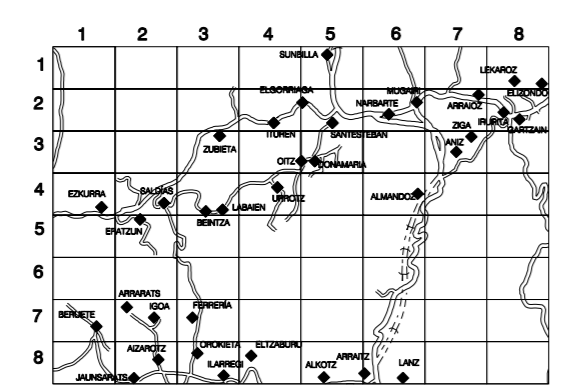 1 2 3 4 5 6 7 8
1
SUNBILLA
LEKAROZ
2
ELGORRIAGA
MUGAIRI
ELIZONDO
NARBARTE
ARRAIOZ
ITUREN
SANTESTEBAN
IRURITA
GARTZAIN
3
ZUBIETA
ZIGA
ANIZ
OITZ
DONAMARIA
4
EZKURRA
SALDIAS
URROTZ
ALMANDOZ
BEINTZA
LABAIEN
5
ERATZUN
6
ARRARATS
7
BERUETE
IGOA
FERRERÍA
8
AIZAROTZ
OROKIETA
ELTZABURU
ILARREGI
ARRAITZ
JAUNSARATS
ALKOTZ
LANZ